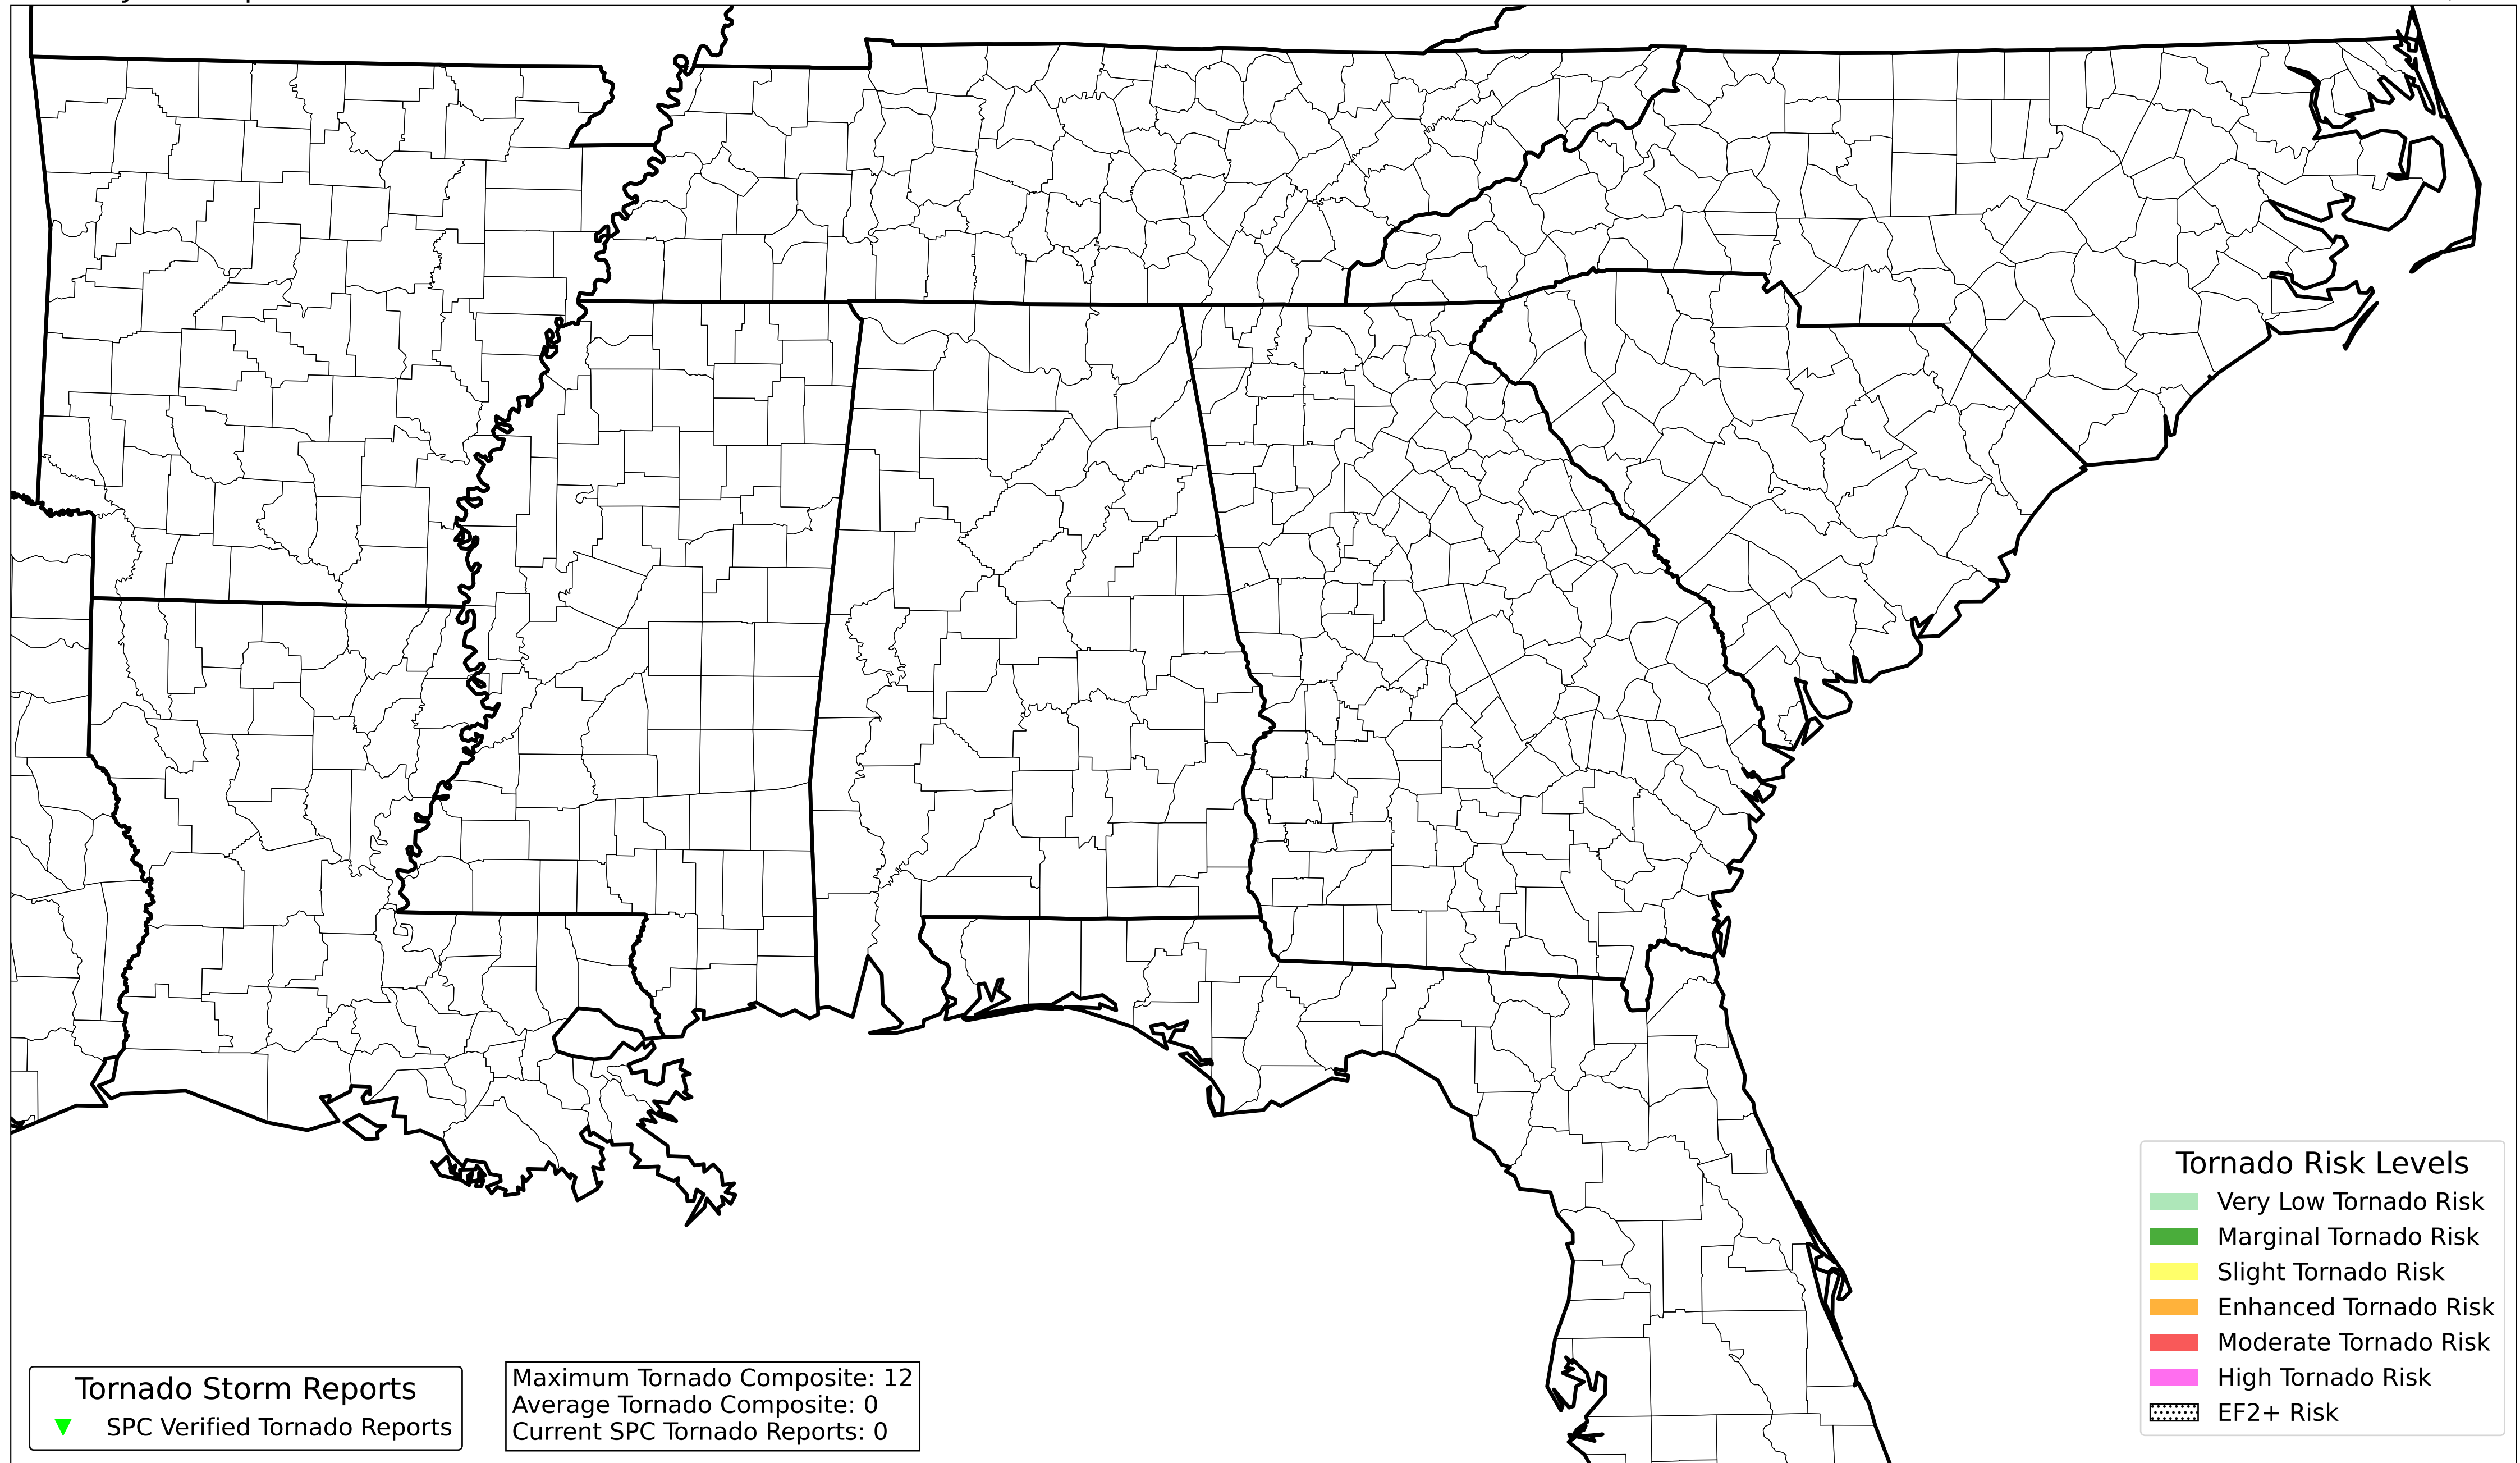 Tornado Risk Levels
Very Low Tornado Risk
Marginal Tornado Risk
Slight Tornado Risk
Enhanced Tornado Risk
Moderate Tornado Risk
High Tornado Risk
EF2+ Risk
Tornado Storm Reports
SPC Verified Tornado Reports
Maximum Tornado Composite: 12
Average Tornado Composite: 0
Current SPC Tornado Reports: 0